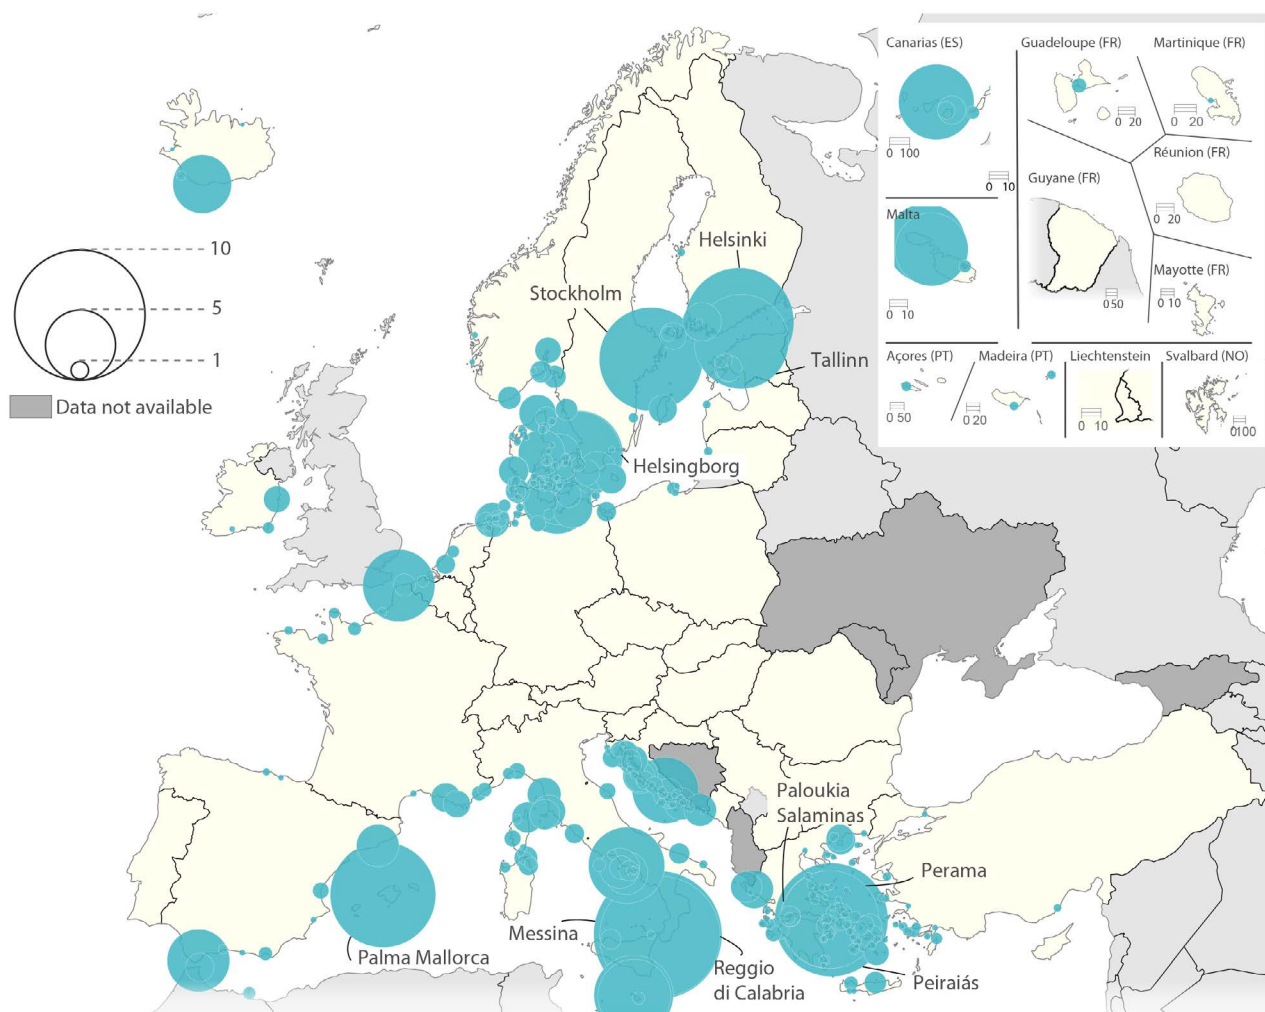 Canarias (ES)
0 100
0 10
Guadeloupe (FR)
0 20
Martinique (FR)
0 20
Réunion (FR)
0 20
Guyane (FR)
0 50
Malta
0 10
Mayotte (FR)
0 10
Açores (PT)
0 50
Madeira (PT)
0 20
Liechtenstein
0 10
Svalbard (NO)
0100
10
5
1
Data not available
Helsinki
Stockholm
Tallinn
Helsingborg
Paloukia
Salaminas
Perama
Messina
Palma Mallorca
Reggio
di Calabria
Peiraiás